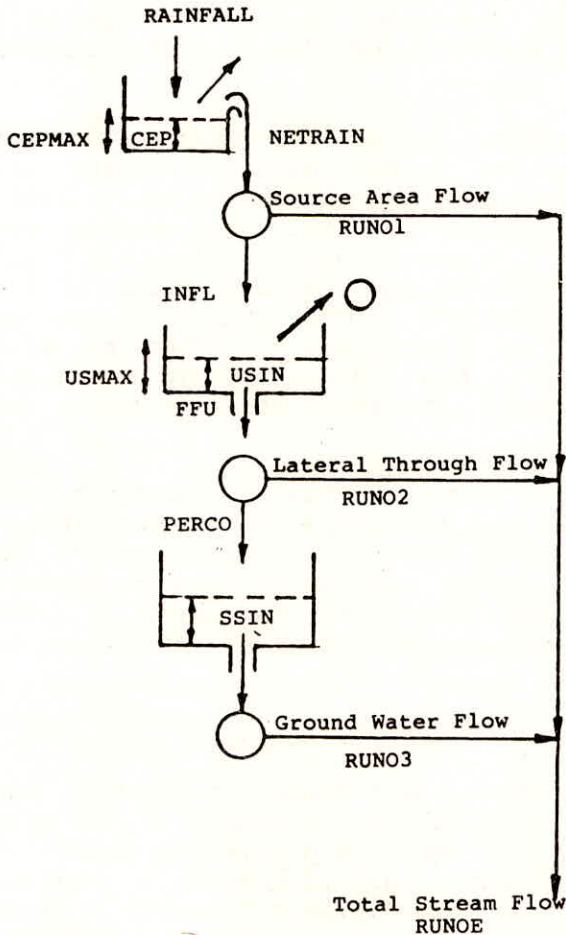 RAINFALL
CEPMAX
CEP
NETRAIN
Source Area Flow
RUNO1
INFL
USMAX
USIN
FFU
Lateral Through Flow
RUNO2
PERCO
SSIN
Ground Water Flow
RUNO3
Total Stream Flow
RUNOE